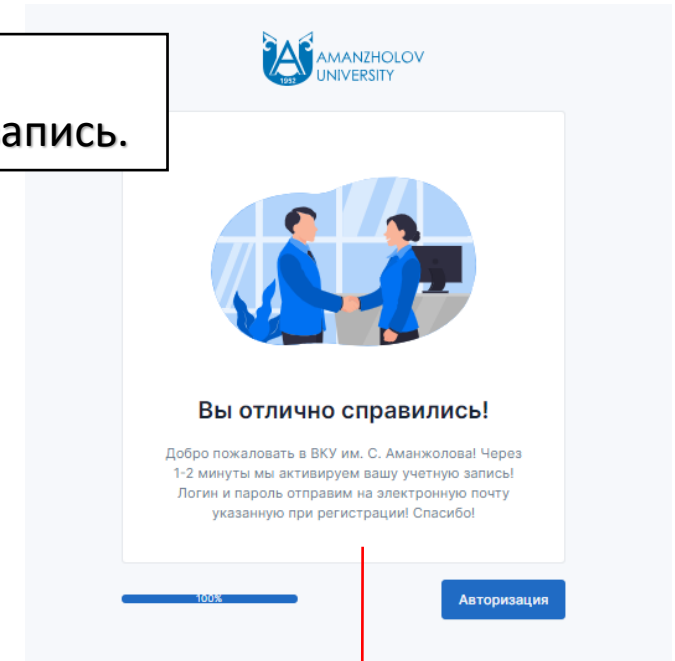 AMANZHOLOV
UNIVERSITY
1952
апись.
Вы отлично справились!
Добро пожаловать в ВКУ им. С. Аманжолова! Через
1-2 минуты мы активируем вашу учетную запись!
Логин и пароль отправим на электронную почту
указанную при регистрации! Спасибо!
100%
Авторизация